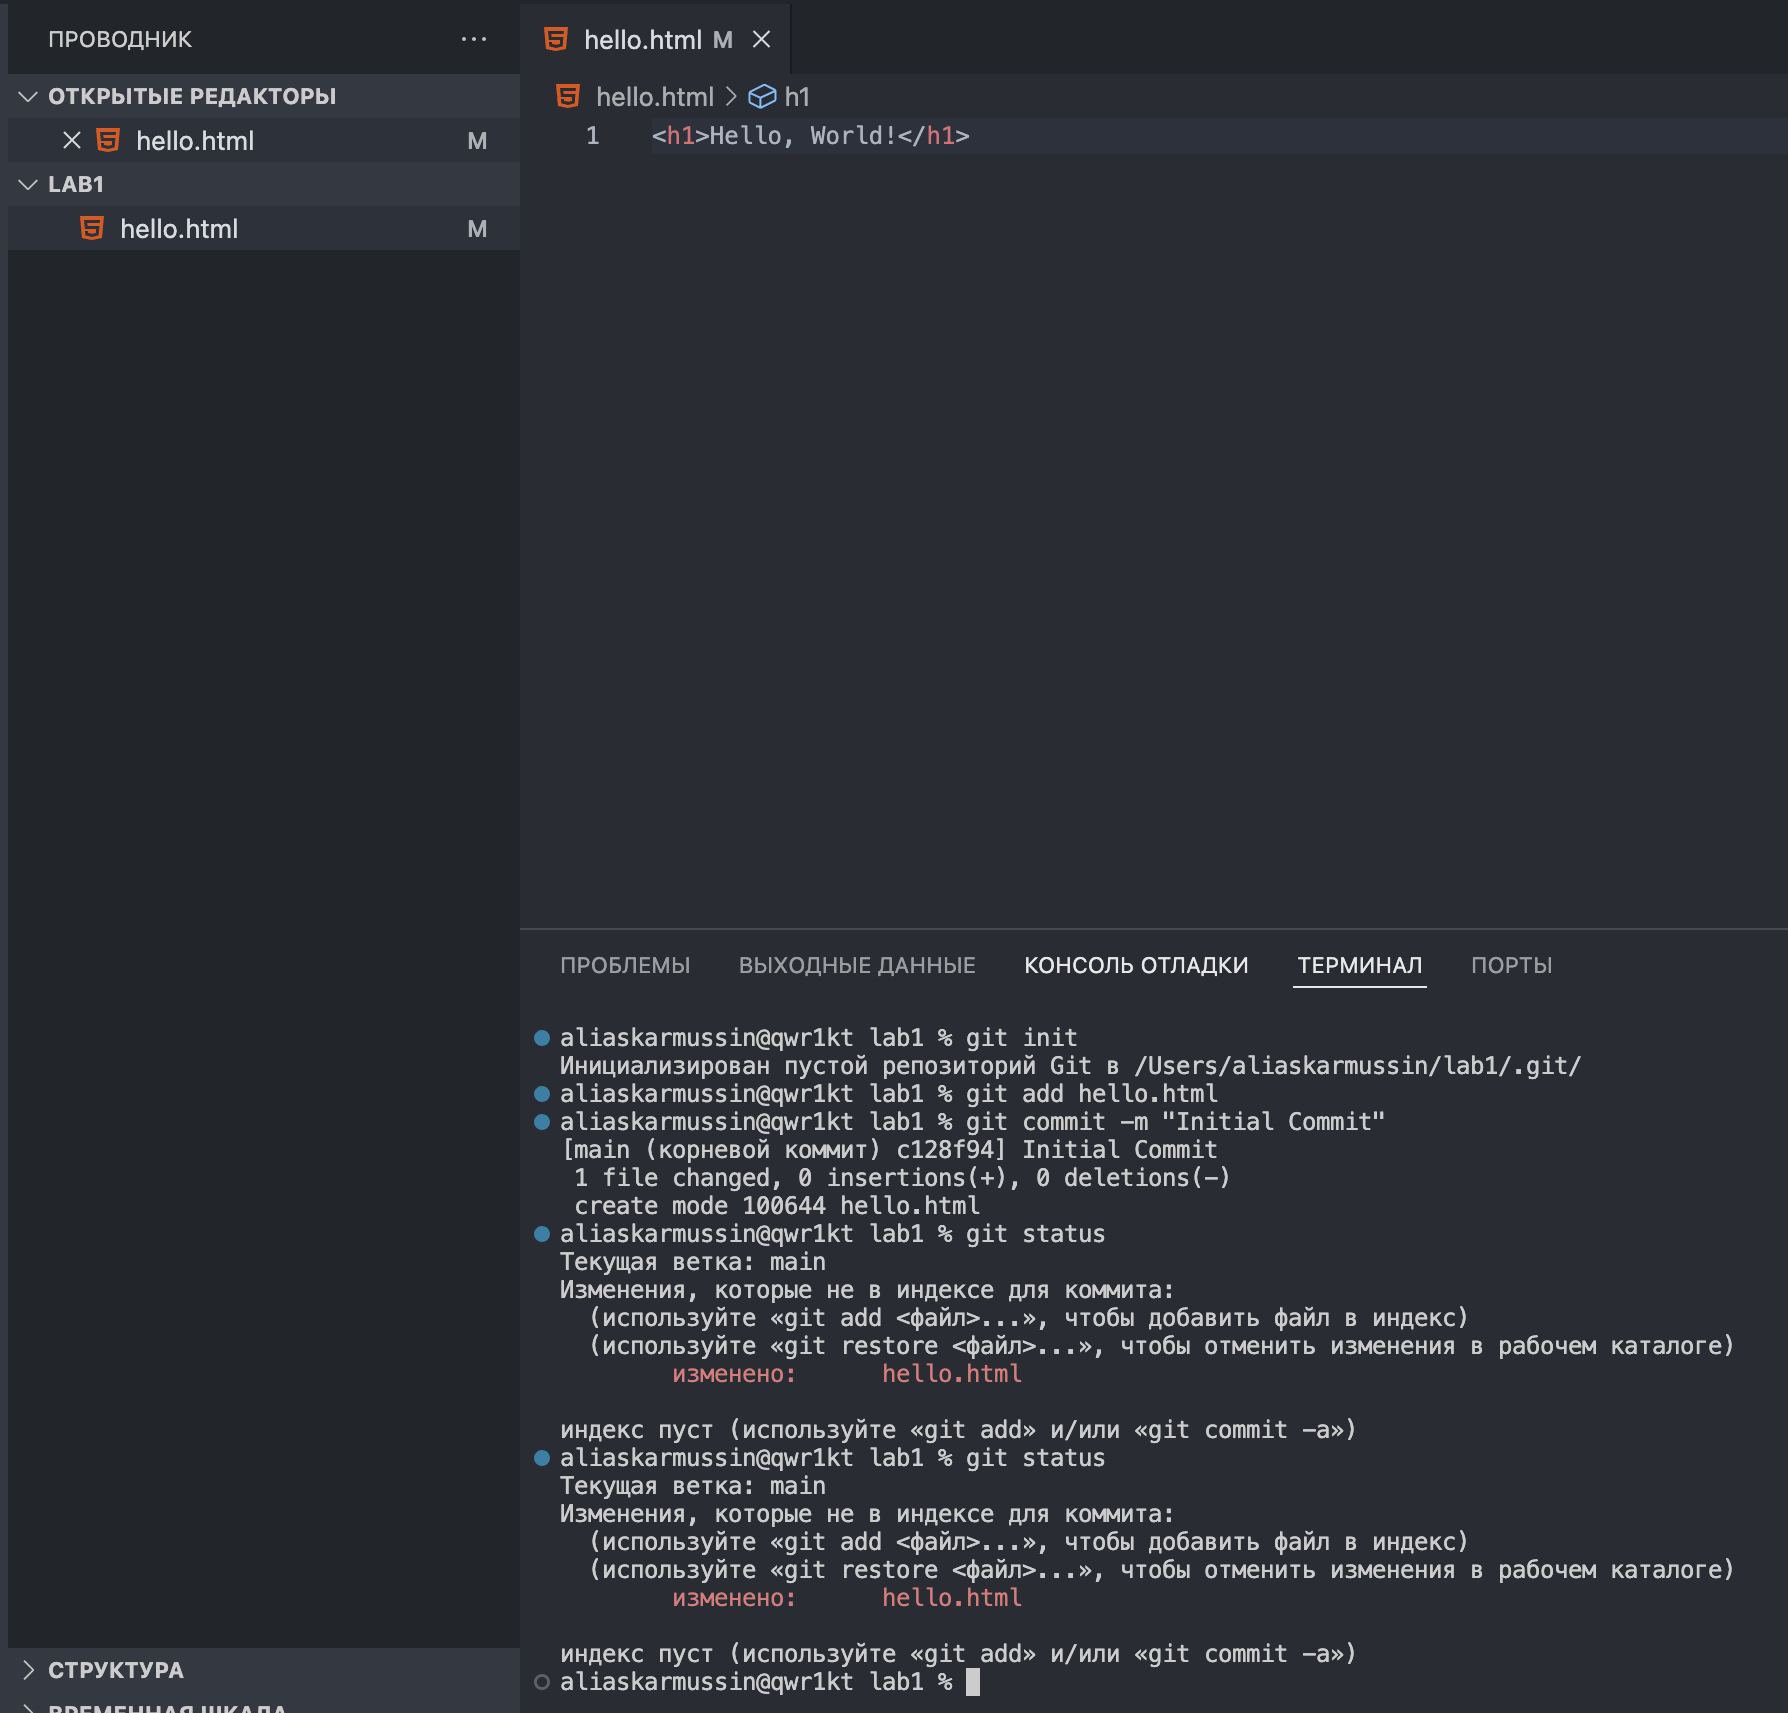 ПРОВОДНИК ...
ОТКРЫТЫЕ РЕДАКТОРЫ
hello.html M
LAB1
hello.html M
СТРУКТУРА
ВРЕМЕННАЯ ШКАЛА
hello.html M
hello.html > h1
1 <h1>Hello, World!</h1>
ПРОБЛЕМЫ ВЫХОДНЫЕ ДАННЫЕ КОНСОЛЬ ОТЛАДКИ ТЕРМИНАЛ ПОРТЫ
aliaskarmussin@qwr1kt lab1 % git init
Инициализирован пустой репозиторий Git в /Users/aliaskarmussin/lab1/.git/
aliaskarmussin@qwr1kt lab1 % git add hello.html
aliaskarmussin@qwr1kt lab1 % git commit -m "Initial Commit"
[main (корневой коммит) c128f94] Initial Commit
1 file changed, 0 insertions(+), 0 deletions(-)
create mode 100644 hello.html
aliaskarmussin@qwr1kt lab1 % git status
Текущая ветка: main
Изменения, которые не в индексе для коммита:
(используйте «git add <файл>...», чтобы добавить файл в индекс)
(используйте «git restore <файл>...», чтобы отменить изменения в рабочем каталоге)
изменено: hello.html
индекс пуст (используйте «git add» и/или «git commit -a»)
aliaskarmussin@qwr1kt lab1 % git status
Текущая ветка: main
Изменения, которые не в индексе для коммита:
(используйте «git add <файл>...», чтобы добавить файл в индекс)
(используйте «git restore <файл>...», чтобы отменить изменения в рабочем каталоге)
изменено: hello.html
индекс пуст (используйте «git add» и/или «git commit -a»)
aliaskarmussin@qwr1kt lab1 %